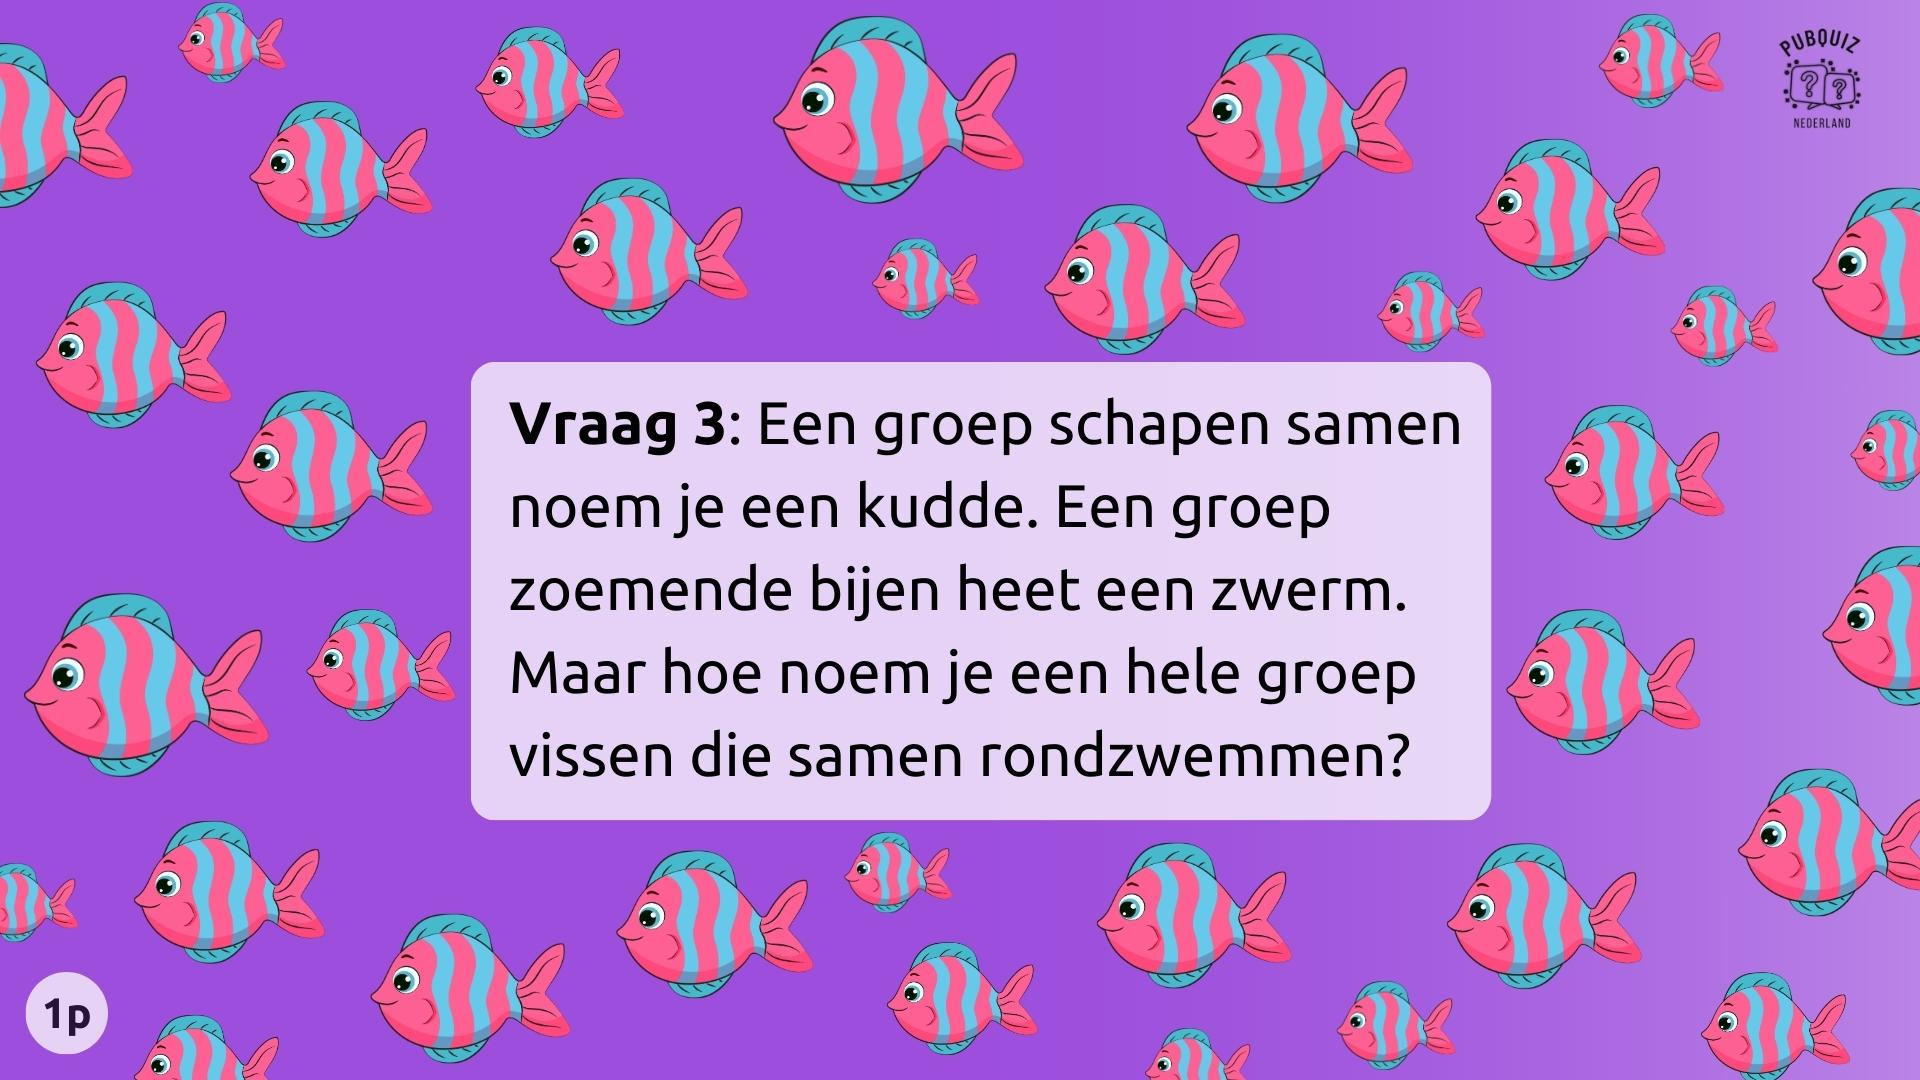 PUBQUIZ
? ?
NEDERLAND
Vraag 3: Een groep schapen samen
noem je een kudde. Een groep
zoemende bijen heet een zwerm.
Maar hoe noem je een hele groep
vissen die samen rondzwemmen?
1p